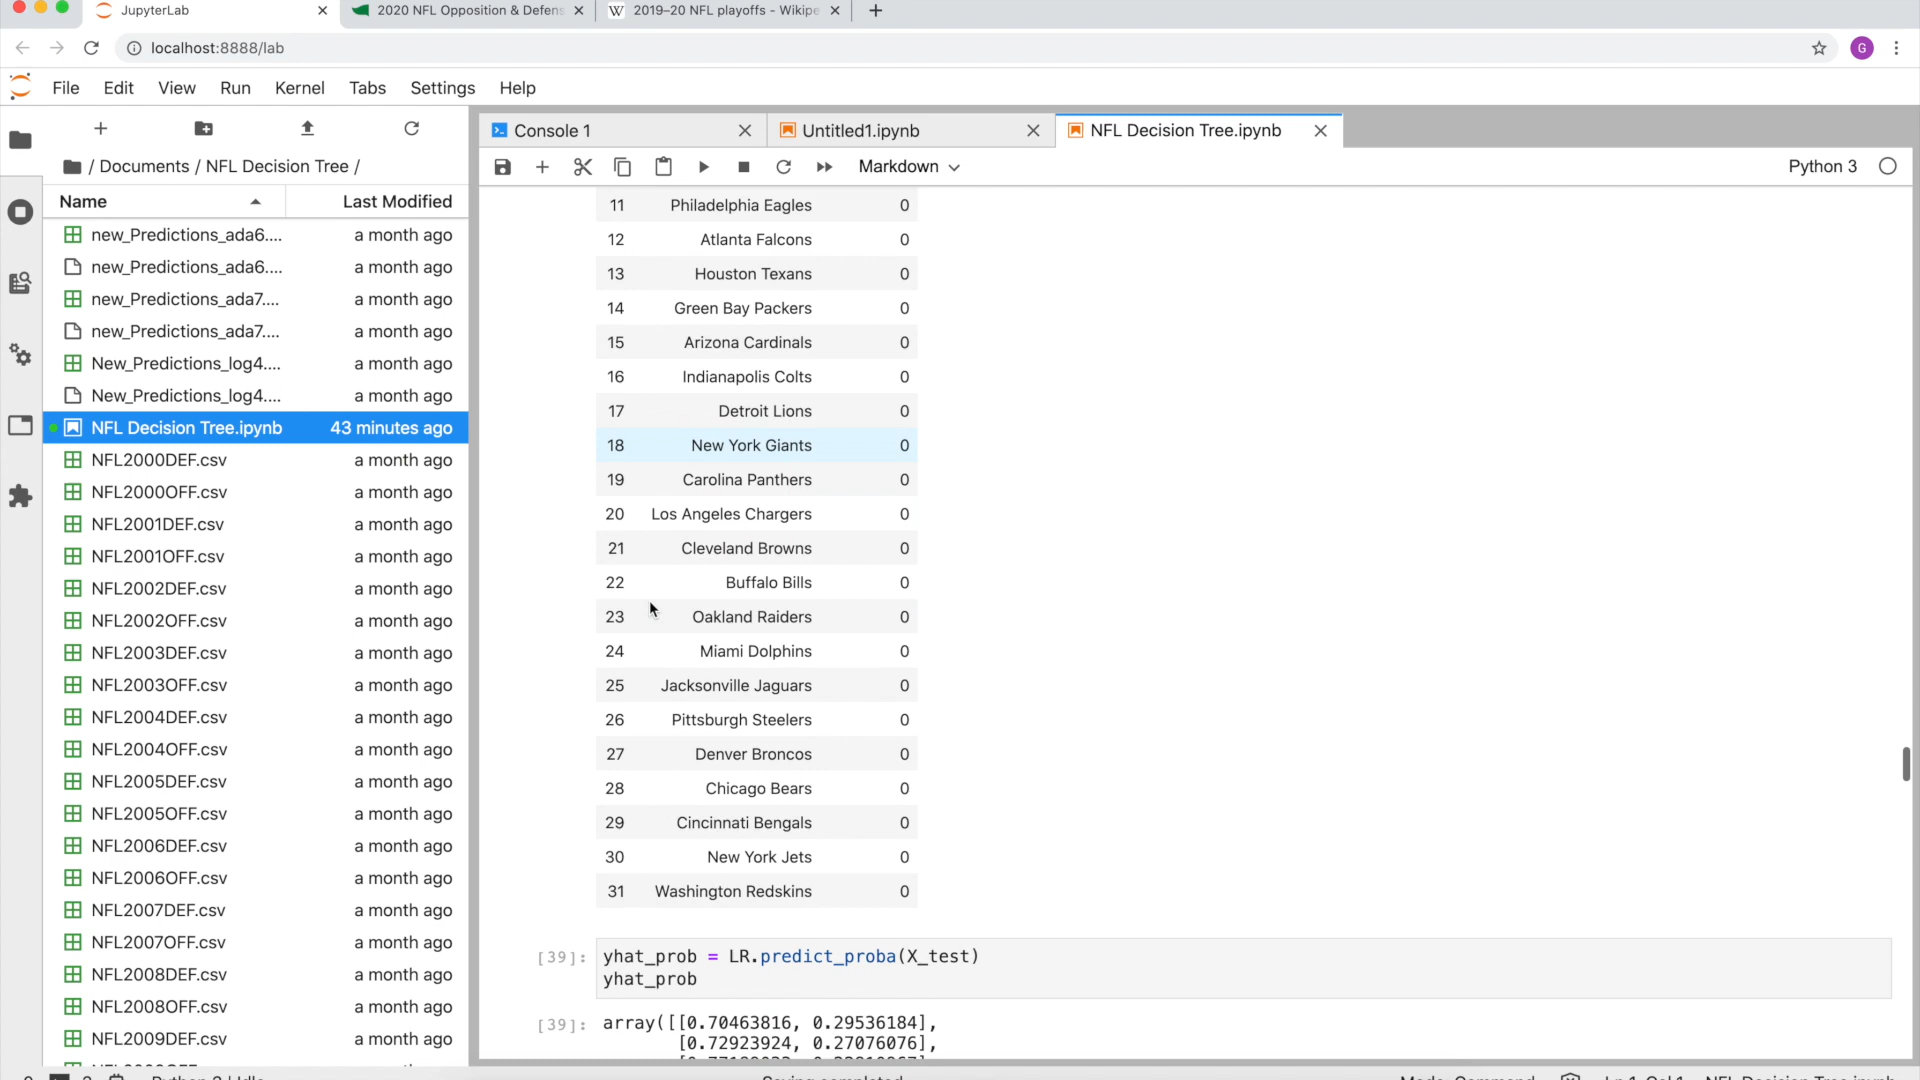 JupyterLab
2020 NFL Opposition & Defens
2019–20 NFL playoffs - Wikipe
localhost:8888/lab
G
File Edit View Run Kernel Tabs Settings Help
Console 1
Untitled1.ipynb
NFL Decision Tree.ipynb
/ Documents / NFL Decision Tree /
Markdown
Python 3
Name Last Modified
new_Predictions_ada6.... a month ago
new_Predictions_ada6.... a month ago
new_Predictions_ada7.... a month ago
new_Predictions_ada7.... a month ago
New_Predictions_log4.... a month ago
New_Predictions_log4.... a month ago
NFL Decision Tree.ipynb 43 minutes ago
NFL2000DEF.csv a month ago
NFL2000OFF.csv a month ago
NFL2001DEF.csv a month ago
NFL2001OFF.csv a month ago
NFL2002DEF.csv a month ago
NFL2002OFF.csv a month ago
NFL2003DEF.csv a month ago
NFL2003OFF.csv a month ago
NFL2004DEF.csv a month ago
NFL2004OFF.csv a month ago
NFL2005DEF.csv a month ago
NFL2005OFF.csv a month ago
NFL2006DEF.csv a month ago
NFL2006OFF.csv a month ago
NFL2007DEF.csv a month ago
NFL2007OFF.csv a month ago
NFL2008DEF.csv a month ago
NFL2008OFF.csv a month ago
NFL2009DEF.csv a month ago
11 Philadelphia Eagles 0
12 Atlanta Falcons 0
13 Houston Texans 0
14 Green Bay Packers 0
15 Arizona Cardinals 0
16 Indianapolis Colts 0
17 Detroit Lions 0
18 New York Giants 0
19 Carolina Panthers 0
20 Los Angeles Chargers 0
21 Cleveland Browns 0
22 Buffalo Bills 0
23 Oakland Raiders 0
24 Miami Dolphins 0
25 Jacksonville Jaguars 0
26 Pittsburgh Steelers 0
27 Denver Broncos 0
28 Chicago Bears 0
29 Cincinnati Bengals 0
30 New York Jets 0
31 Washington Redskins 0
[39]: yhat_prob = LR.predict_proba(X_test)
yhat_prob
[39]: array([[0.70463816, 0.29536184],
[0.72923924, 0.27076076],
Saving completed